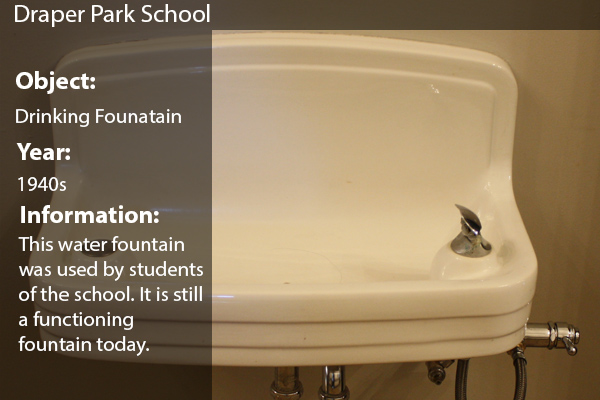 Draper Park School
Object:
Drinking Founatain
Year:
1940s
Information:
This water fountain
was used by students
of the school. It is still
a functioning
fountain today.